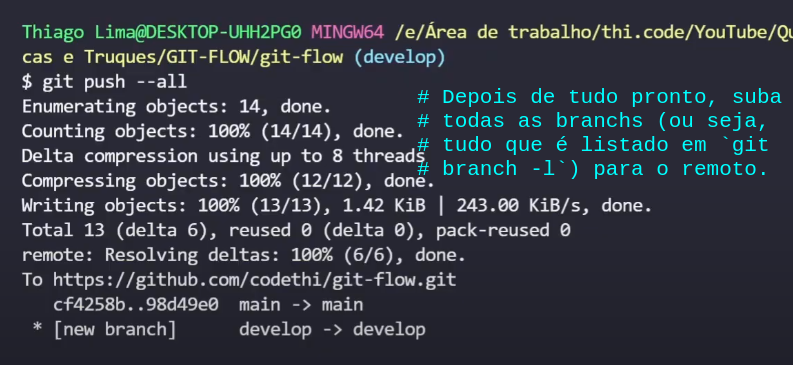 Thiago Lima@DESKTOP-UHH2PG0 MINGW64 /e/Área de trabalho/thi.code/YouTube/Qu
cas e Truques/GIT-FLOW/git-flow (develop)
$ git push --all
Enumerating objects: 14, done.
Counting objects: 100% (14/14), done.
Delta compression using up to 8 threads
Compressing objects: 100% (12/12), done.
Writing objects: 100% (13/13), 1.42 KiB | 243.00 KiB/s, done.
Total 13 (delta 6), reused 0 (delta 0), pack-reused 0
remote: Resolving deltas: 100% (6/6), done.
To https://github.com/codethi/git-flow.git
cf4258b..98d49e0  main -> main
* [new branch]      develop -> develop
# Depois de tudo pronto, suba
# todas as branchs (ou seja,
# tudo que é listado em `git
# branch -l`) para o remoto.